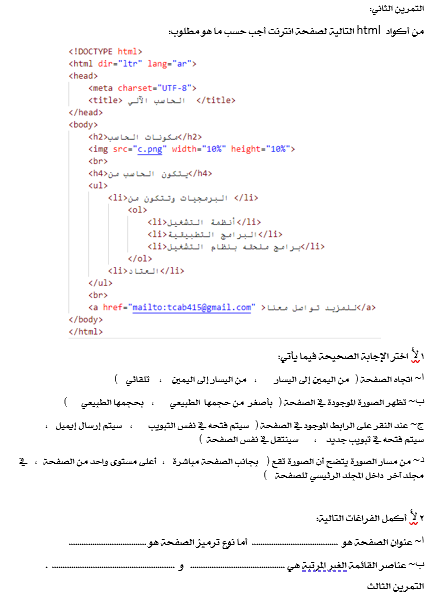 التمرين الثاني:
من أكواد html التالية لصفحة انترنت أجب حسب ما هو مطلوب:
<!DOCTYPE html>
<html dir="ltr" lang="ar">
<head>
<meta charset="UTF-8">
<title> الحاسب الآلي </title>
</head>
<body>
<h2>مكونات الحاسب</h2>
<img src="c.png" width="10%" height="10%">
<br>
<h4>يتكون الحاسب من</h4>
<ul>
<li> البرمجيات وتتكون من </li>
<ol>
<li>أنظمة التشغيل</li>
<li>البرامج التطبيقية</li>
<li>برامج ملحقه بنظام التشغيل</li>
</ol>
<li>العتاد</li>
</ul>
<br>
<a href="mailto:tcab415@gmail.com" >للمزيد تواصل معنا</a>
</body>
</html>
١لأ اختر الإجابة الصحيحة فيما يأتي:
أ~ اتجاه الصفحة ( من اليمين إلى اليسار ، من اليسار إلى اليمين ، تلقائي )
ب~ تظهر الصورة الموجودة في الصفحة ( بأصغر من حجمها الطبيعي ، بحجمها الطبيعي )
ج~ عند النقر على الرابط الموجود في الصفحة ( سيتم فتحه في نفس التبويب ، سيتم إرسال إيميل ،
سيتم فتحه في تبويب جديد ، سينتقل في نفس الصفحة )
د~ من مسار الصورة يتضح أن الصورة تقع ( بجانب الصفحة مباشرة ، أعلى مستوى واحد من الصفحة ، في
مجلد آخر داخل المجلد الرئيسي للصفحة )
٢لأ أكمل الفراغات التالية:
أ~ عنوان الصفحة هو ........................ أما نوع ترميز الصفحة هو ........................
ب~ عناصر القائمة الغير المرتبة هي ........................ و ........................ .
التمرين الثالث